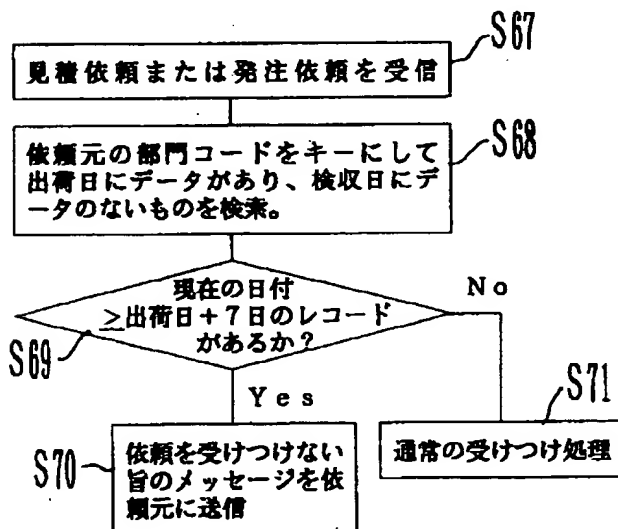 S67
見積依頼または発注依頼を受信
S68
依頼元の部門コードをキーにして
出荷日にデータがあり、検収日にデ
ータのないものを検索。
現在の日付
≧出荷日+7日のレコード
があるか?
S69
No
Yes
S70
依頼を受けつけない
旨のメッセージを依
頼元に送信
S71
通常の受けつけ処理